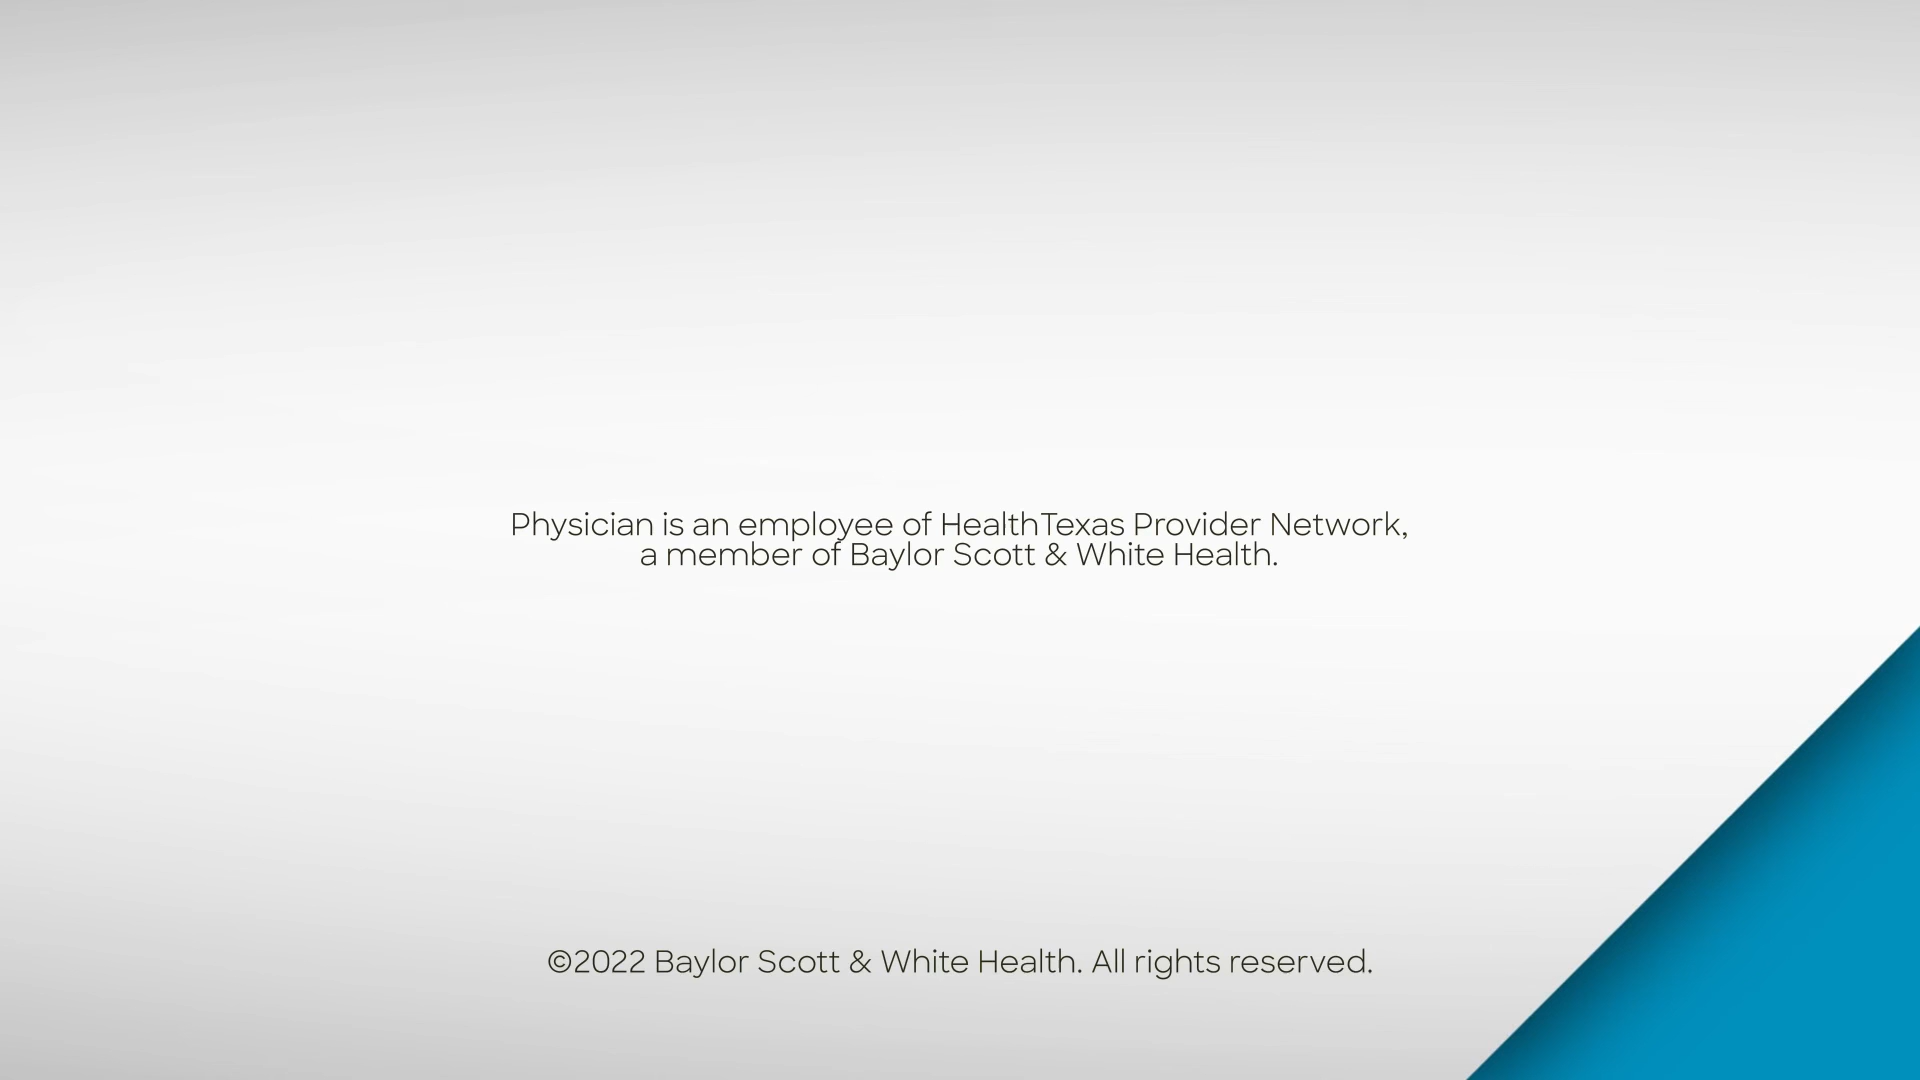 Physician is an employee of HealthTexas Provider Network,
a member of Baylor Scott & White Health.
©2022 Baylor Scott & White Health. All rights reserved.